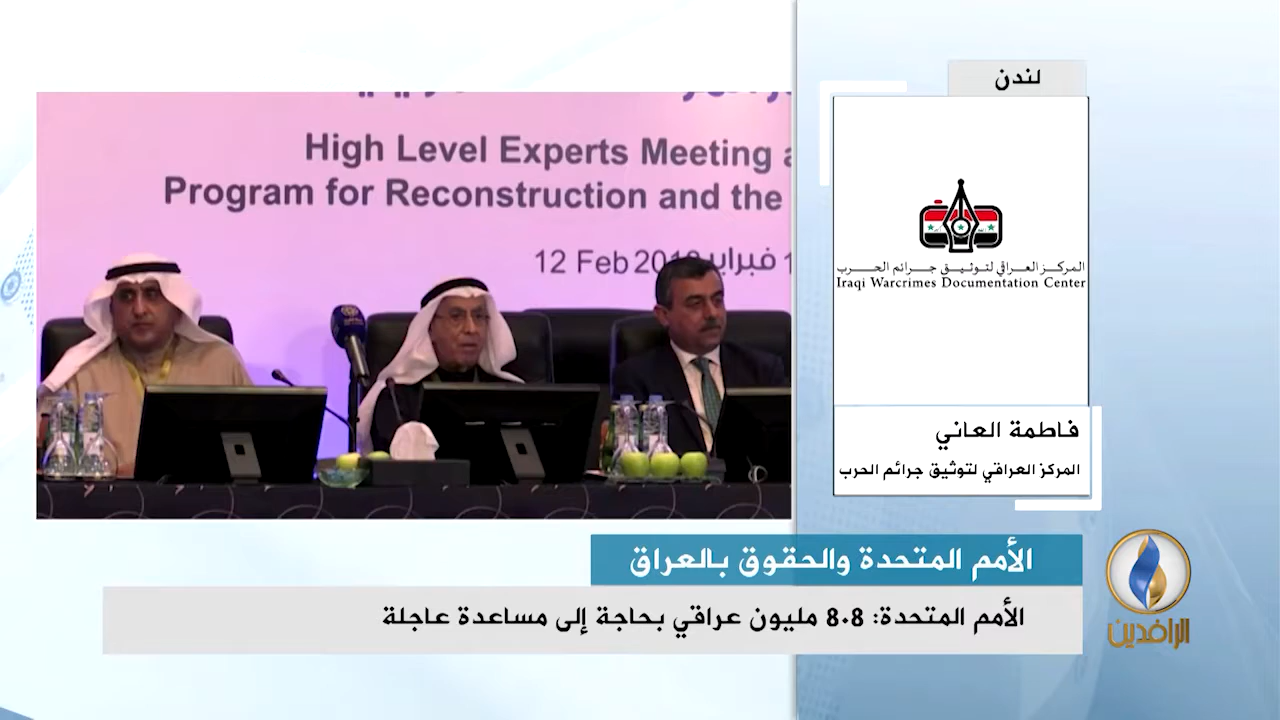 High Level Experts Meeting
Program for Reconstruction and the
12 Feb
فبراير
لندن
المركز العراقي لتوثيق جرائم الحرب
Iraqi Warcrimes Documentation Center
فاطمة العاني
المركز العراقي لتوثيق جرائم الحرب
الأمم المتحدة والحقوق بالعراق
الأمم المتحدة: 8.8 مليون عراقي بحاجة إلى مساعدة عاجلة
الرافدين